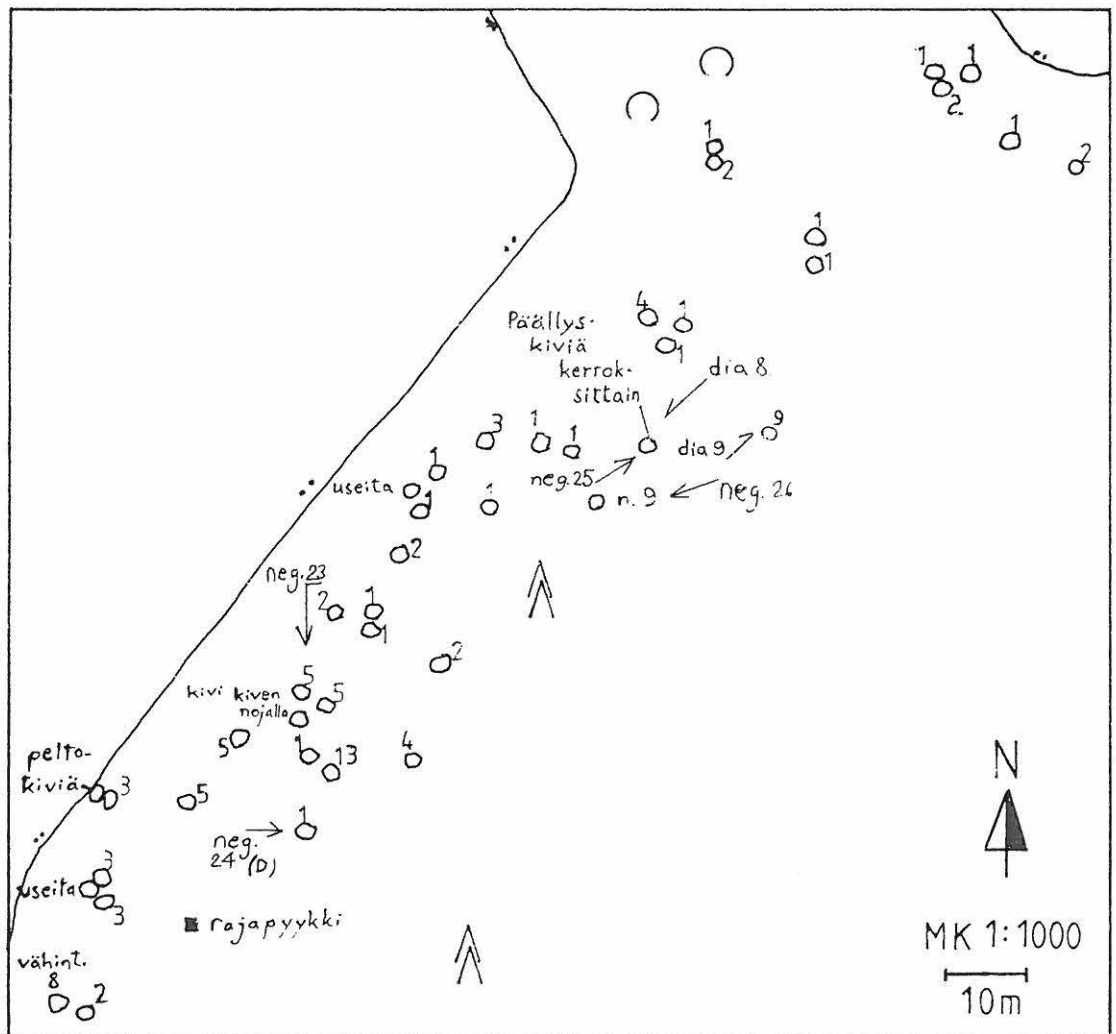 1
1
2.
1
2
1
2
1
1
4
1
1
Päällys-
kiviä
kerrok-
sittain
dia 8
9
dia 9
neg. 25
n. 9
neg. 26
3
1
1
1
useita
1
1
2
neg. 23
2
1
1
2
5
kivi kiven
nojalla
5
5
1
13
4
pelto-
kiviä
3
5
1
neg.
24 (D)
3
useita
3
rajapyykki
vähint.
8
2
N
MK 1:1000
10 m